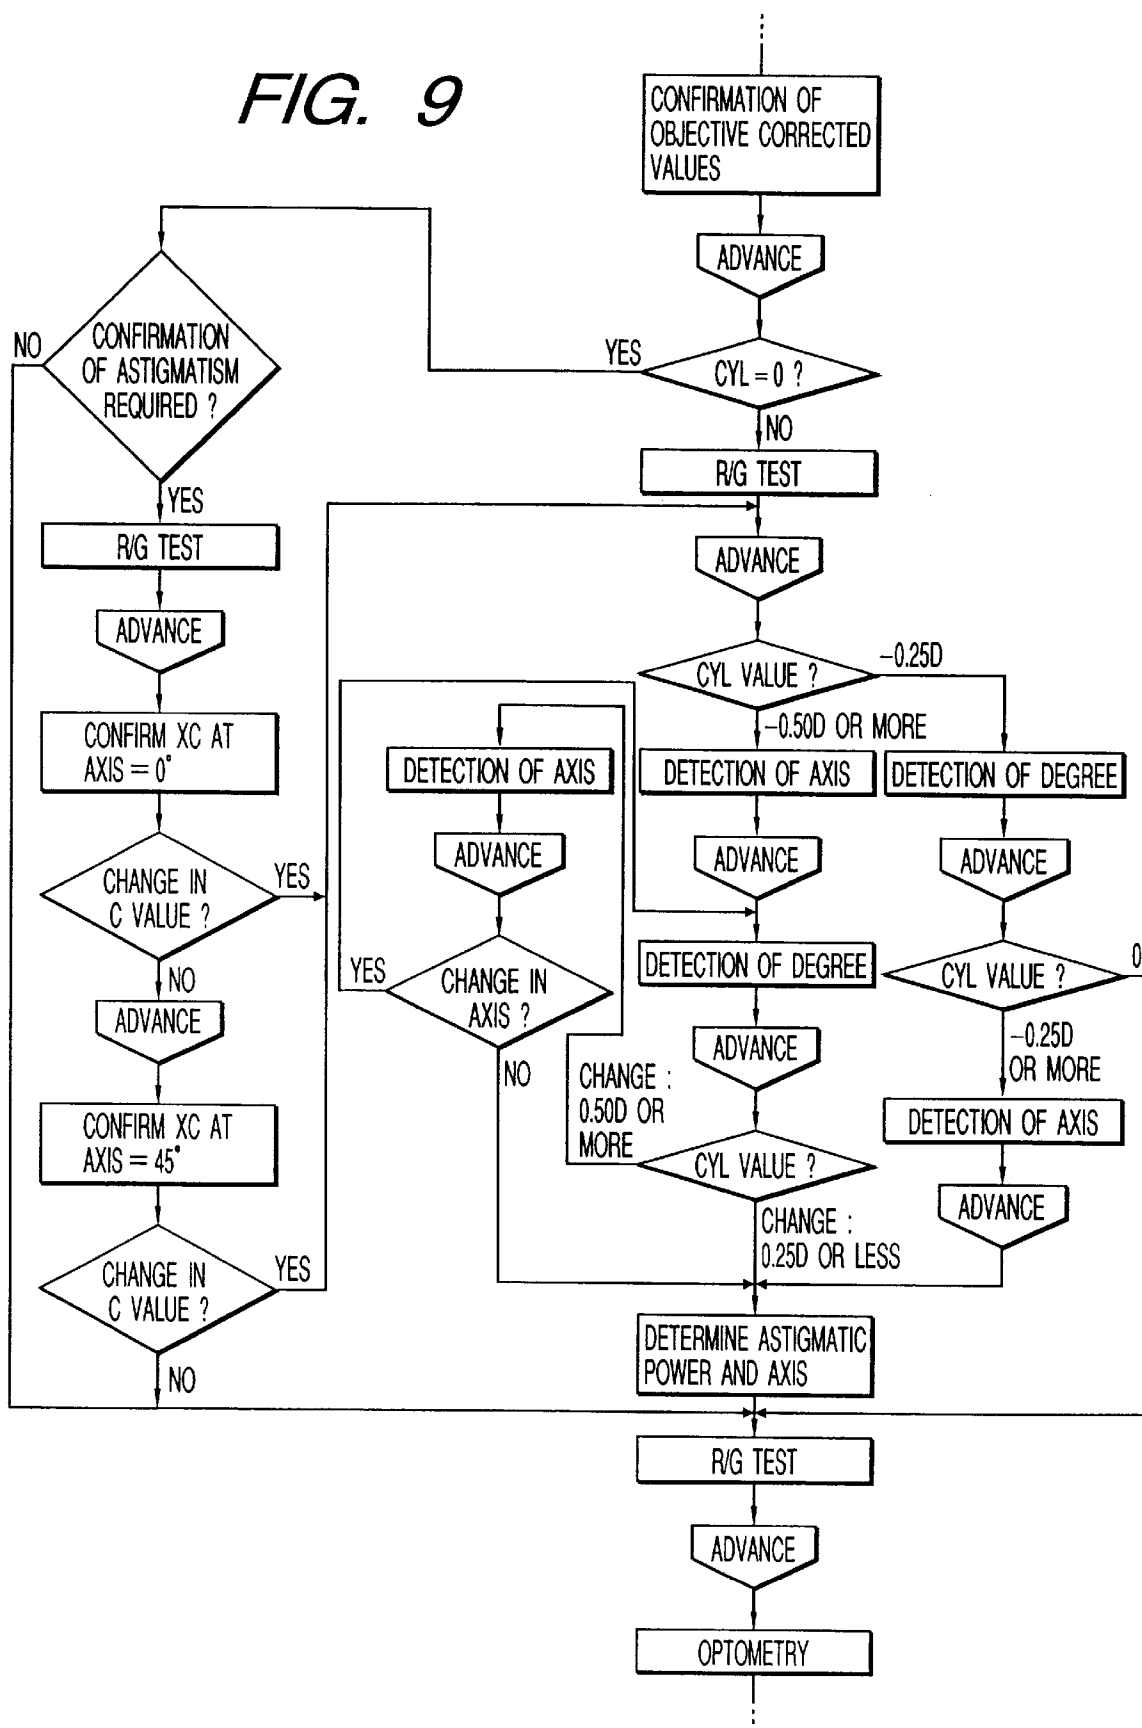 FIG. 9
CONFIRMATION OF
OBJECTIVE CORRECTED
VALUES
ADVANCE
CYL = 0 ?
YES
NO
CONFIRMATION
OF ASTIGMATISM
REQUIRED ?
NO
YES
R/G TEST
ADVANCE
CONFIRM XC AT
AXIS = 0°
CHANGE IN
C VALUE ?
YES
NO
ADVANCE
CONFIRM XC AT
AXIS = 45°
CHANGE IN
C VALUE ?
YES
NO
R/G TEST
ADVANCE
CYL VALUE ?
-0.25D
-0.50D OR MORE
DETECTION OF AXIS
ADVANCE
CHANGE IN
AXIS ?
YES
NO
DETECTION OF AXIS
ADVANCE
DETECTION OF DEGREE
ADVANCE
CYL VALUE ?
CHANGE :
0.50D OR
MORE
CHANGE :
0.25D OR LESS
DETECTION OF DEGREE
ADVANCE
CYL VALUE ?
0
-0.25D
OR MORE
DETECTION OF AXIS
ADVANCE
DETERMINE ASTIGMATIC
POWER AND AXIS
R/G TEST
ADVANCE
OPTOMETRY